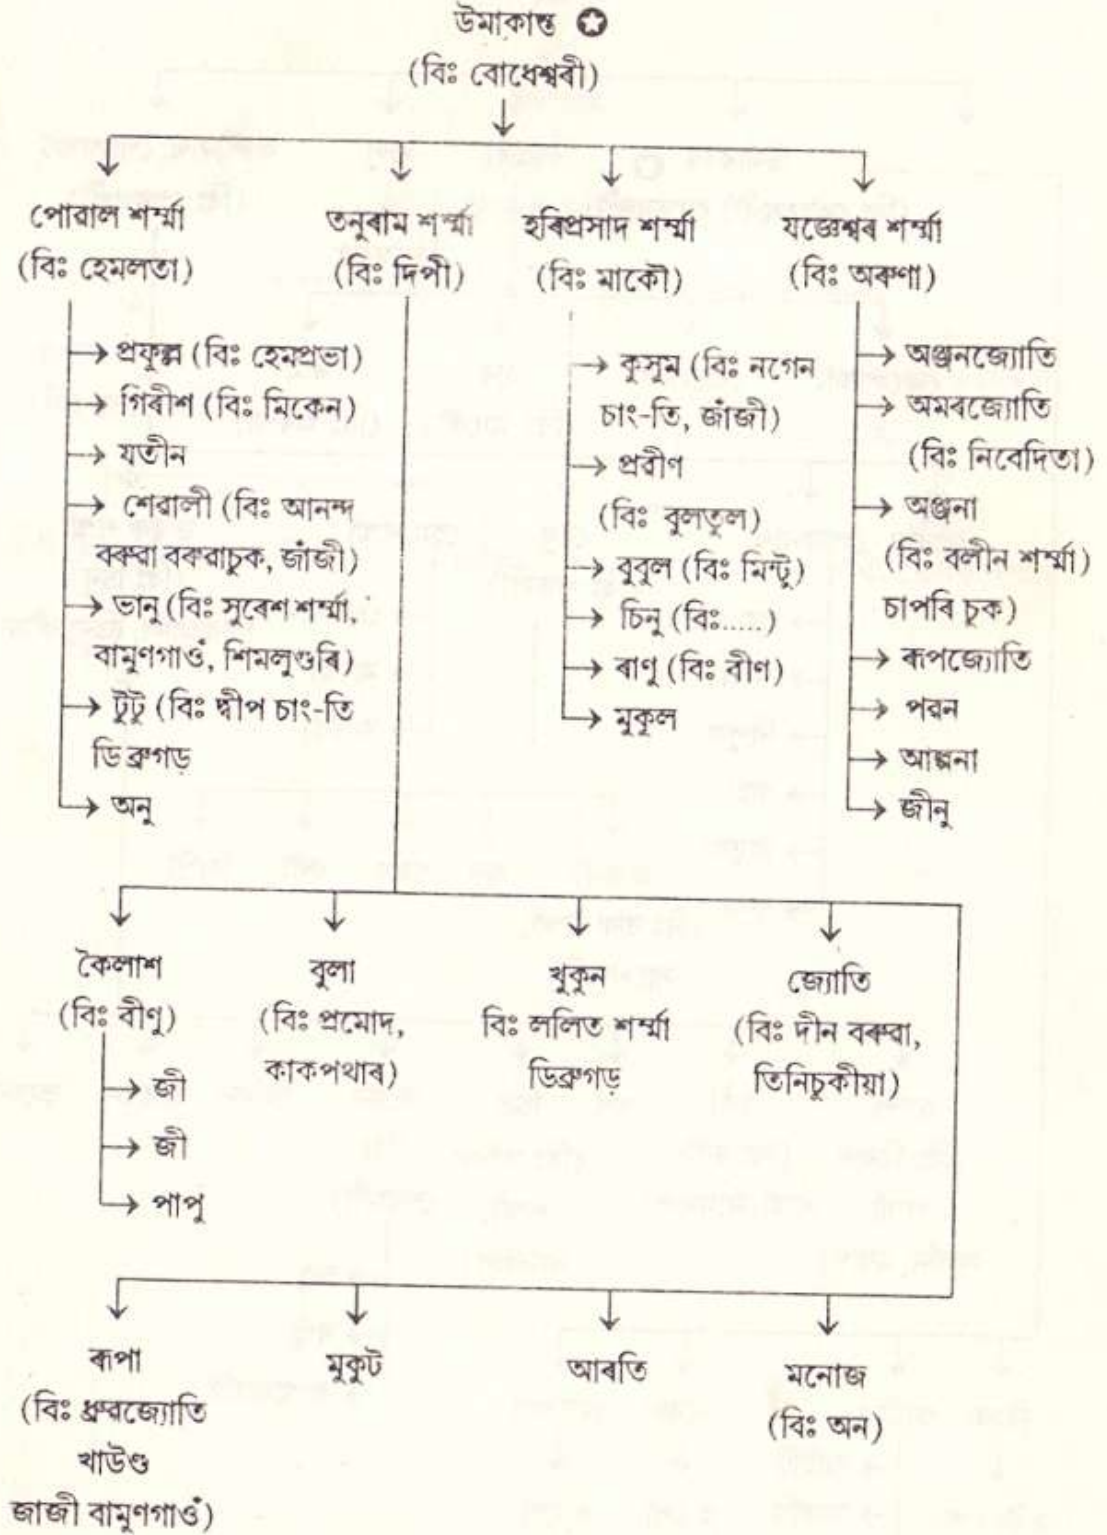 উমাকান্ত ✪
(বিঃ বোধেশ্বৰী)
পোৱাল শৰ্ম্মা
(বিঃ হেমলতা)
প্ৰফুল্ল (বিঃ হেমপ্ৰভা)
গিৰীশ (বিঃ মিকেন)
যতীন
শেৱালী (বিঃ আনন্দ
বৰুৱা বৰুৱাচুক, জাঁজী)
ভানু (বিঃ সুৰেশ শৰ্ম্মা,
বামুণগাওঁ, শিমলুগুৰি)
টুটু (বিঃ দ্বীপ চাং-তি
ডিব্ৰুগড়
অনু
তনুৰাম শৰ্ম্মা
(বিঃ দিপী)
হৰিপ্ৰসাদ শৰ্ম্মা
(বিঃ মাকৌ)
কুসুম (বিঃ নগেন
চাং-তি, জাঁজী)
প্ৰৱীণ
(বিঃ বুলতুল)
বুবুল (বিঃ মিন্টু)
চিনু (বিঃ.....)
ৰাণু (বিঃ বীণ)
মুকুল
যজ্ঞেশ্বৰ শৰ্ম্মা
(বিঃ অৰুণা)
অঞ্জনজ্যোতি
অমৰজ্যোতি
(বিঃ নিবেদিতা)
অঞ্জনা
(বিঃ বলীন শৰ্ম্মা)
চাপৰি চুক)
ৰূপজ্যোতি
পৱন
আল্পনা
জীনু
কৈলাশ
(বিঃ বীণু)
জী
জী
পাপু
বুলা
(বিঃ প্ৰমোদ,
কাকপথাৰ)
খুকুন
বিঃ ললিত শৰ্ম্মা
ডিব্ৰুগড়
জ্যোতি
(বিঃ দীন বৰুৱা,
তিনিচুকীয়া)
ৰূপা
(বিঃ ধ্ৰুৱজ্যোতি
খাউণ্ড
জাজী বামুণগাওঁ)
মুকুট
আৰতি
মনোজ
(বিঃ অন)